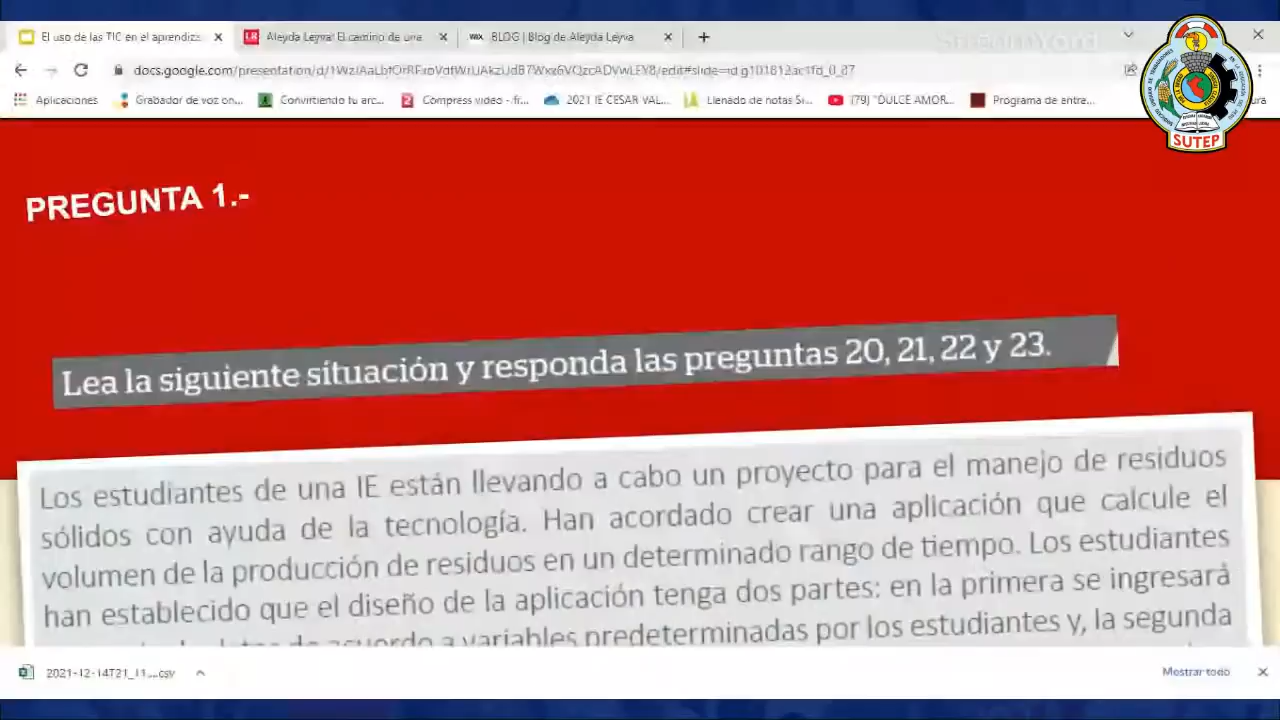 El uso de las TIC en el aprendiz
Aleyda Leyva: El camino de una
BLOG | Blog de Aleyda Leyva
StreamYard
Aplicaciones
Grabador de voz on...
Convirtiendo tu arc...
Compress video - fr...
2021 IE CESAR VAL...
Llenado de notas Si...
(79) "DULCE AMOR...
Programa de entre...
SUTEP
PREGUNTA 1.-
Lea la siguiente situación y responda las preguntas 20, 21, 22 y 23.
Los estudiantes de una IE están llevando a cabo un proyecto para el manejo de residuos
sólidos con ayuda de la tecnología. Han acordado crear una aplicación que calcule el
volumen de la producción de residuos en un determinado rango de tiempo. Los estudiantes
han establecido que el diseño de la aplicación tenga dos partes: en la primera se ingresará
de acuerdo a variables predeterminadas por los estudiantes y, la segunda
2021-12-14T21_11....csv
Mostrar todo